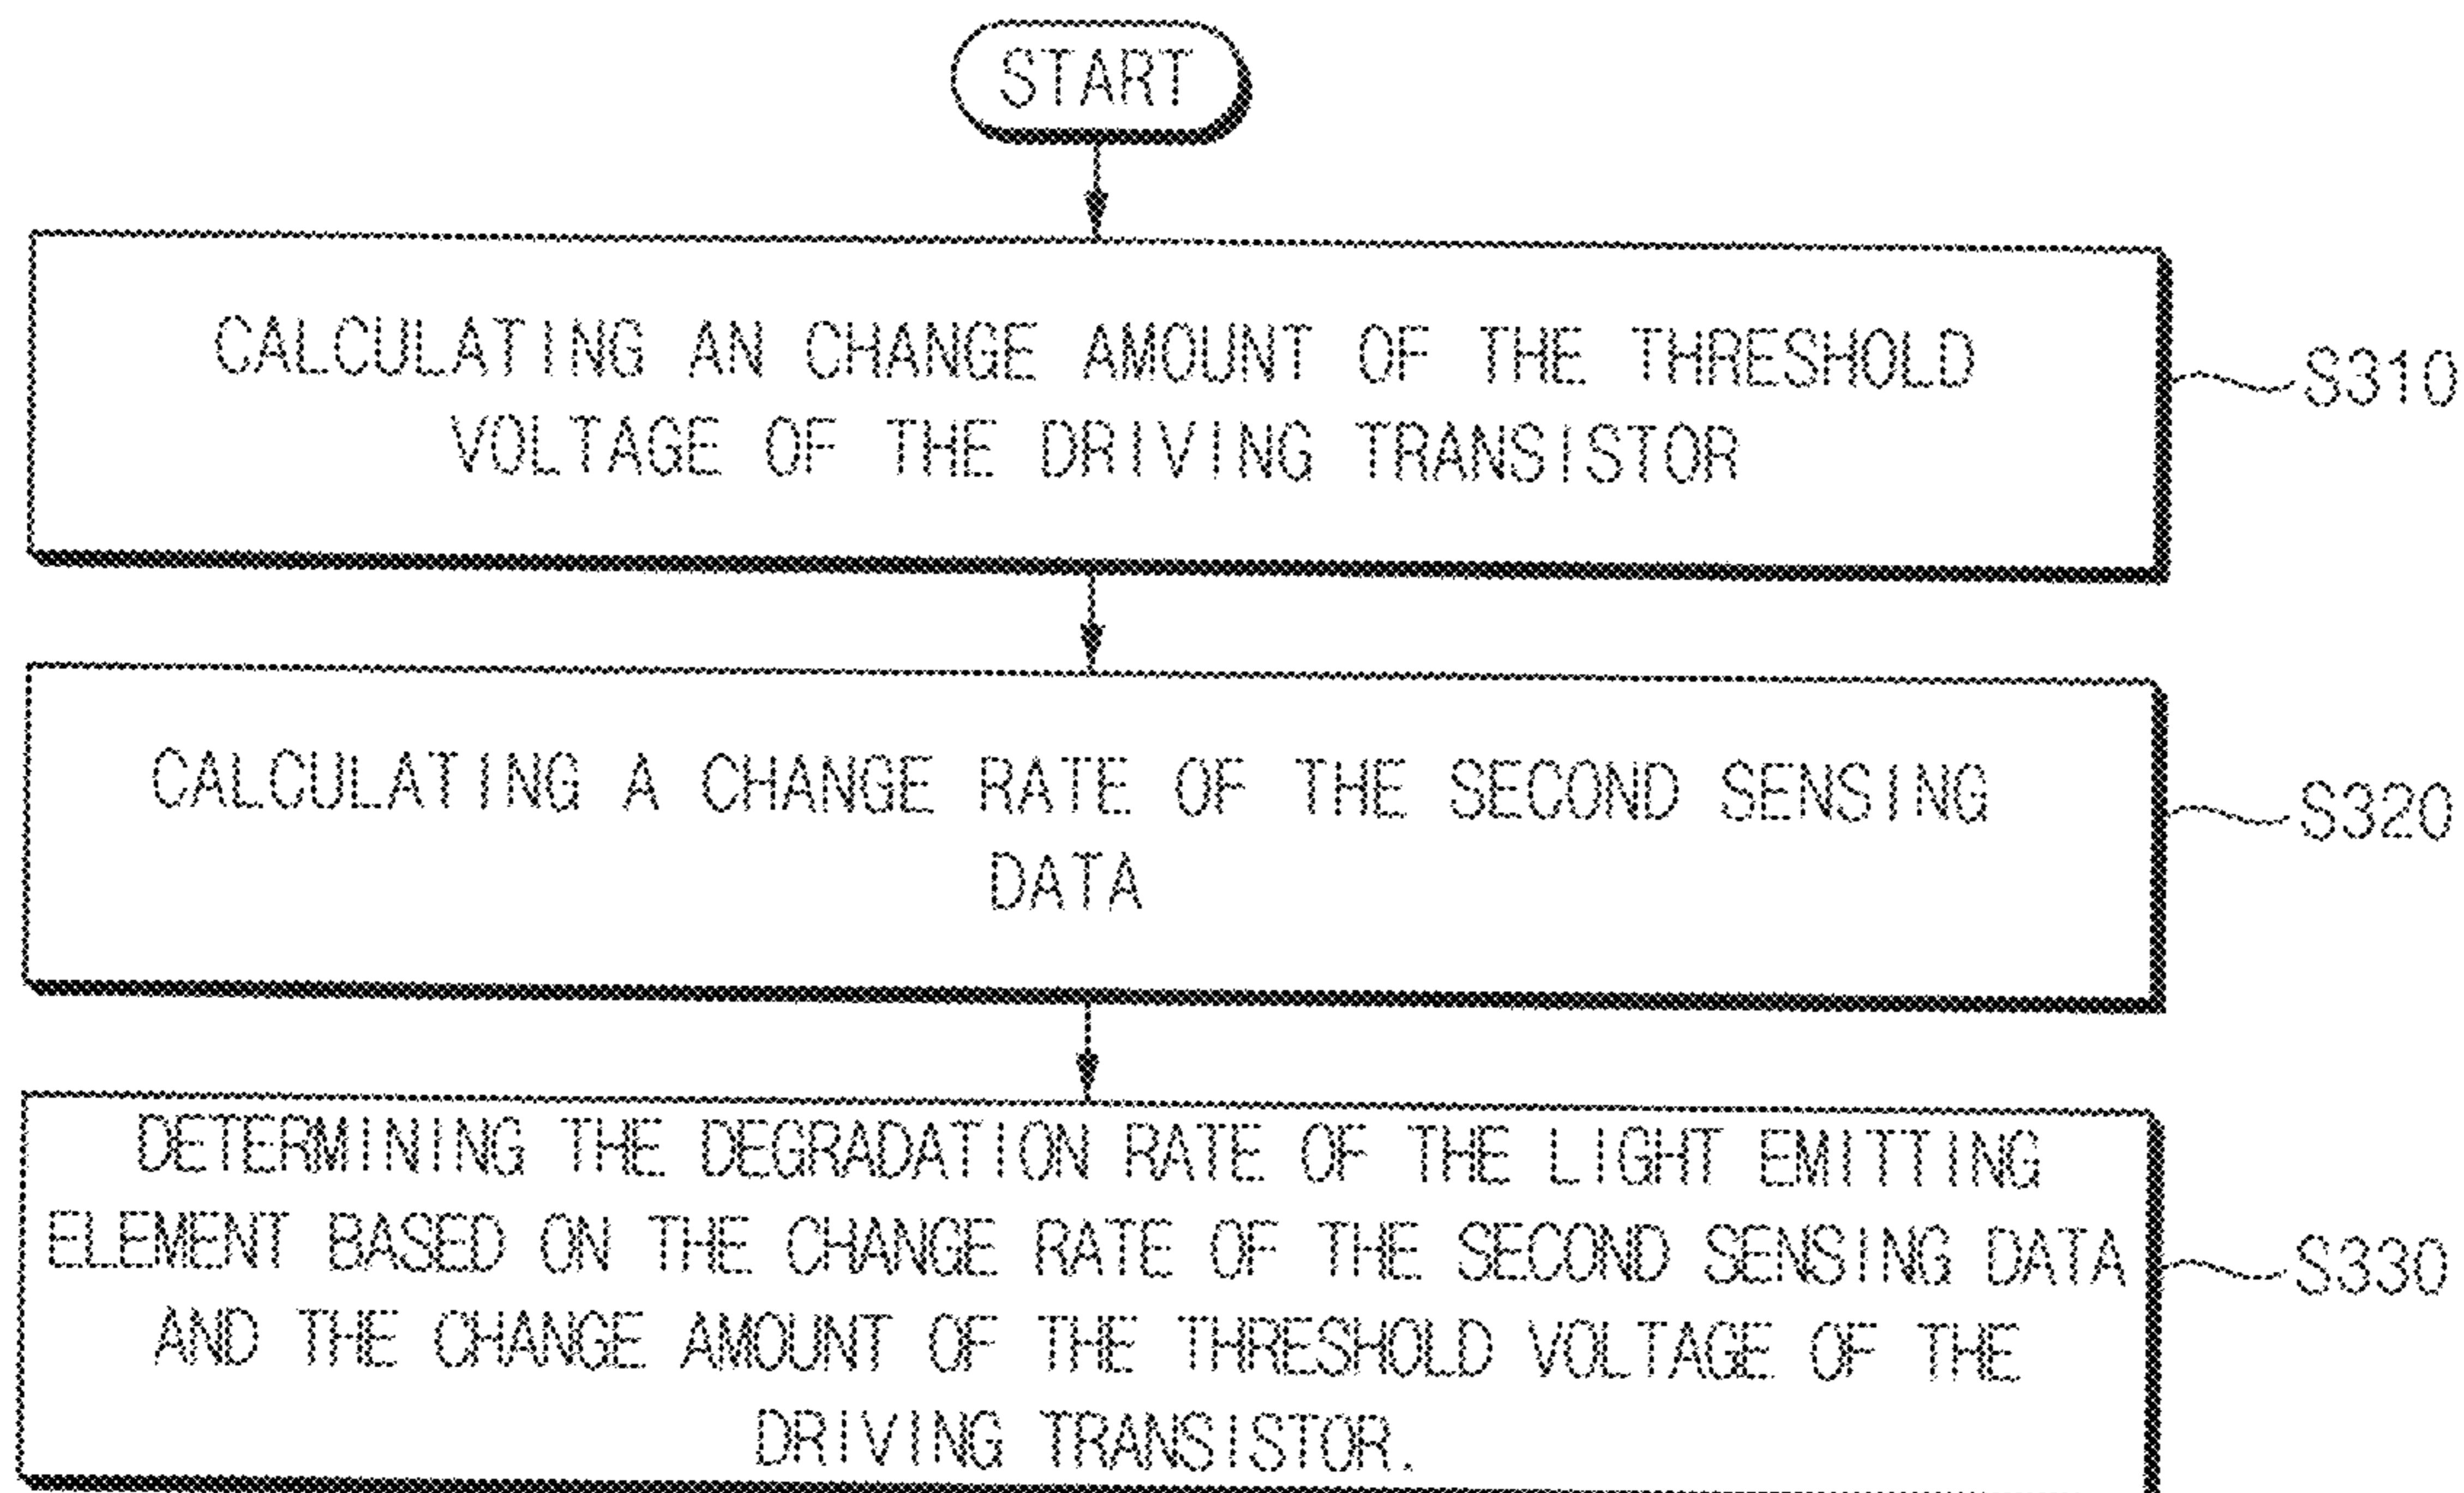 START
CALCULATING AN CHANGE AMOUNT OF THE THRESHOLD
VOLTAGE OF THE DRIVING TRANSISTOR
S310
CALCULATING A CHANGE RATE OF THE SECOND SENSING
DATA
S320
DETERMINING THE DEGRADATION RATE OF THE LIGHT EMITTING
ELEMENT BASED ON THE CHANGE RATE OF THE SECOND SENSING DATA
AND THE CHANGE AMOUNT OF THE THRESHOLD VOLTAGE OF THE
DRIVING TRANSISTOR.
S330